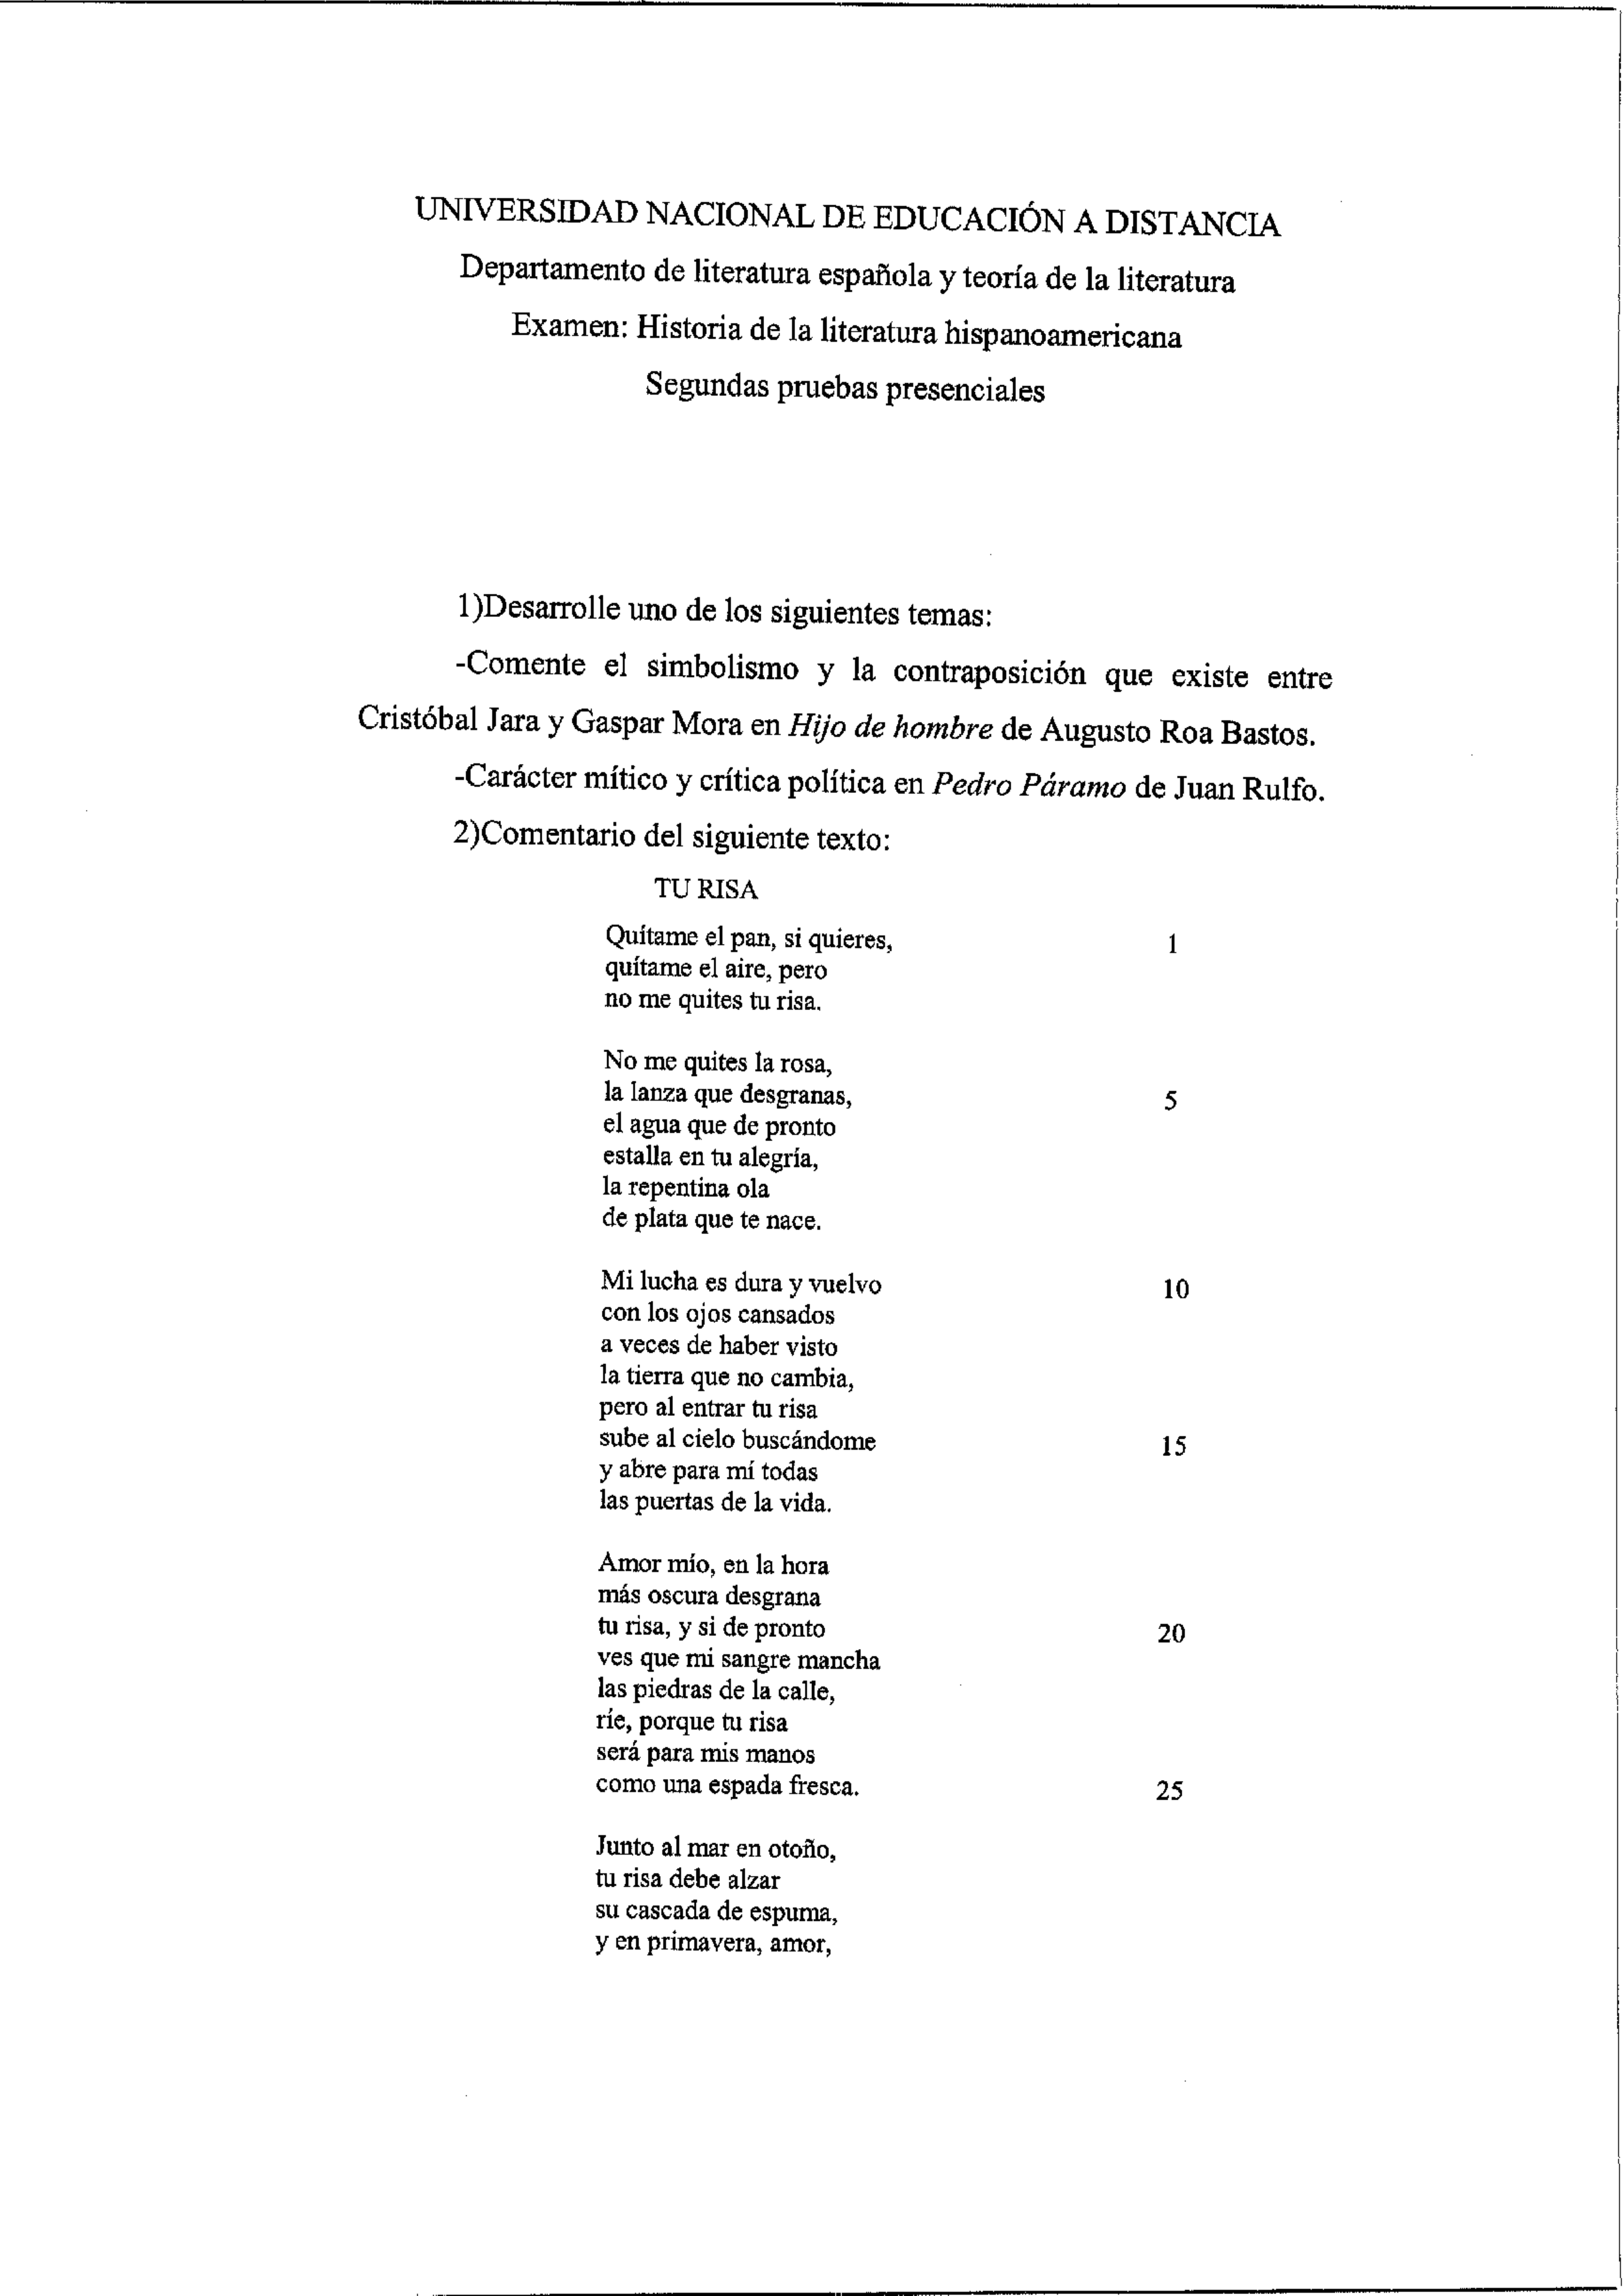 UNIVERSIDAD NACIONAL DE EDUCACIÓN A DISTANCIA
Departamento de literatura española y teoría de la literatura
Examen: Historia de la literatura hispanoamericana
Segundas pruebas presenciales
1)Desarrolle uno de los siguientes temas:
-Comente el simbolismo y la contraposición que existe entre
Cristóbal Jara y Gaspar Mora en Hijo de hombre de Augusto Roa Bastos.
-Carácter mítico y crítica política en Pedro Páramo de Juan Rulfo.
2)Comentario del siguiente texto:
TU RISA
Quítame el pan, si quieres, 1
quítame el aire, pero
no me quites tu risa.
No me quites la rosa,
la lanza que desgranas, 5
el agua que de pronto
estalla en tu alegría,
la repentina ola
de plata que te nace.
Mi lucha es dura y vuelvo 10
con los ojos cansados
a veces de haber visto
la tierra que no cambia,
pero al entrar tu risa
sube al cielo buscándome 15
y abre para mí todas
las puertas de la vida.
Amor mío, en la hora
más oscura desgrana
tu risa, y si de pronto 20
ves que mi sangre mancha
las piedras de la calle,
ríe, porque tu risa
será para mis manos
como una espada fresca. 25
Junto al mar en otoño,
tu risa debe alzar
su cascada de espuma,
y en primavera, amor,